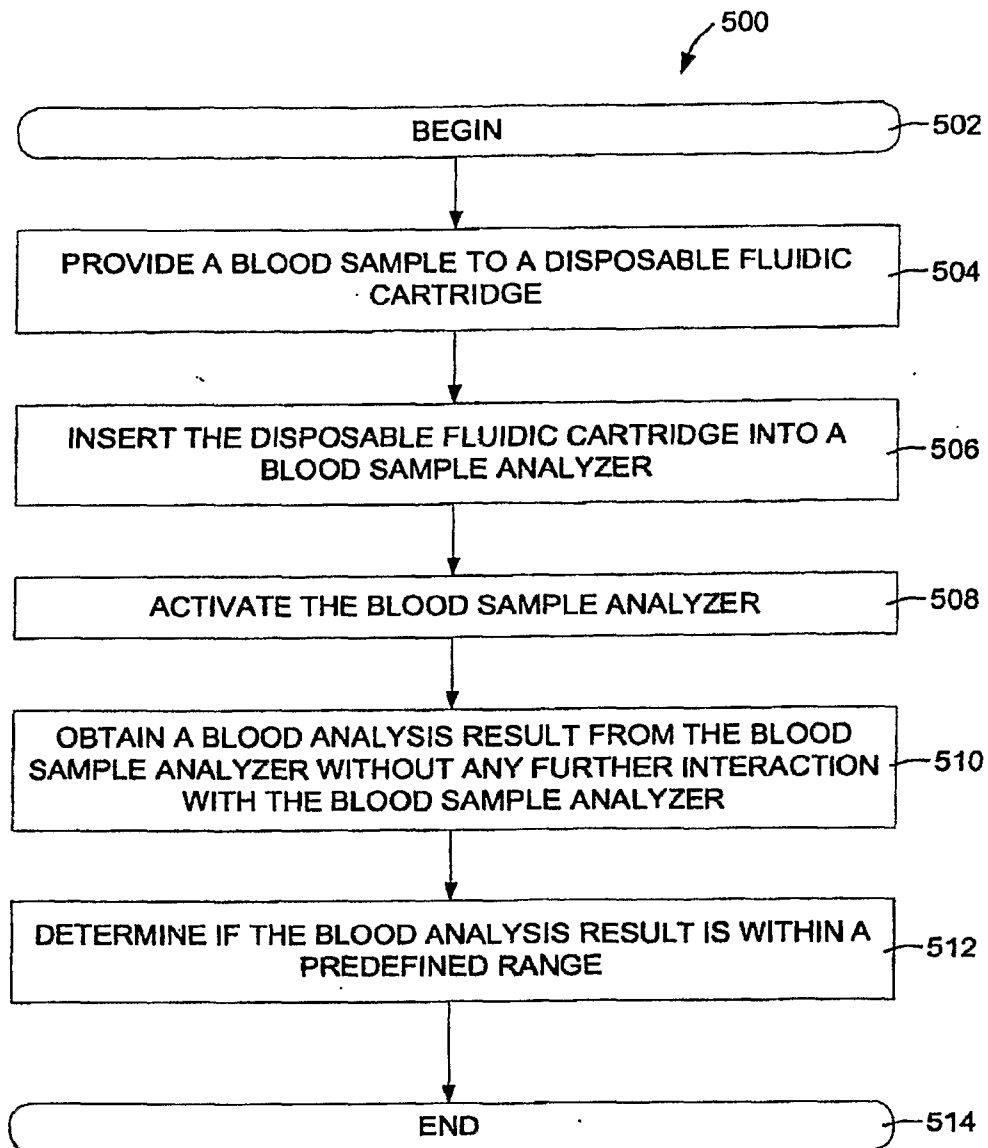 500
BEGIN
502
PROVIDE A BLOOD SAMPLE TO A DISPOSABLE FLUIDIC
CARTRIDGE
504
INSERT THE DISPOSABLE FLUIDIC CARTRIDGE INTO A
BLOOD SAMPLE ANALYZER
506
ACTIVATE THE BLOOD SAMPLE ANALYZER
508
OBTAIN A BLOOD ANALYSIS RESULT FROM THE BLOOD
SAMPLE ANALYZER WITHOUT ANY FURTHER INTERACTION
WITH THE BLOOD SAMPLE ANALYZER
510
DETERMINE IF THE BLOOD ANALYSIS RESULT IS WITHIN A
PREDEFINED RANGE
512
END
514